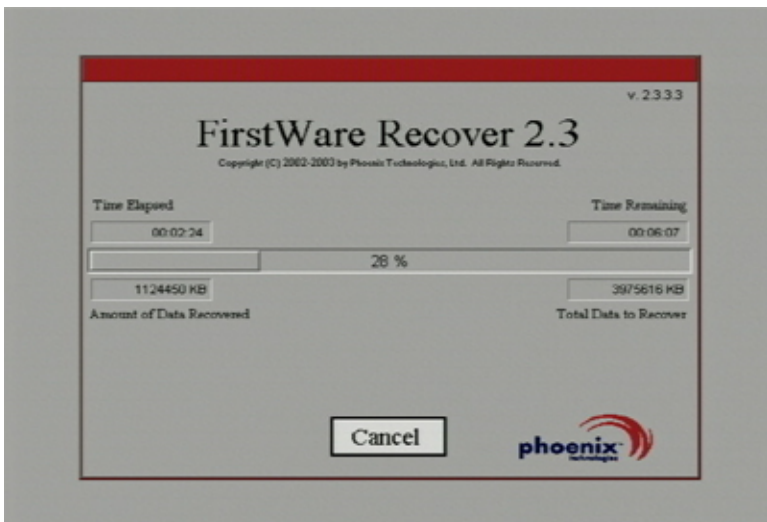 v. 2.3.3.3
FirstWare Recover 2.3
Copyright (C) 2002-2003 by Phoenix Technologies, Ltd. All Rights Reserved.
Time Elapsed
Time Remaining
00:02:24
00:06:07
28 %
1124450 KB
3975616 KB
Amount of Data Recovered
Total Data to Recover
Cancel
phoenix™
technologies